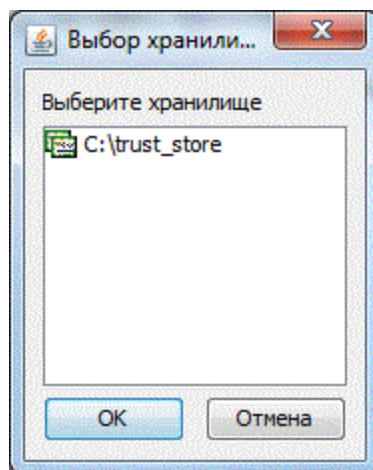 Выбор хранили...
Выберите хранилище
C:\trust_store
OK
Отмена